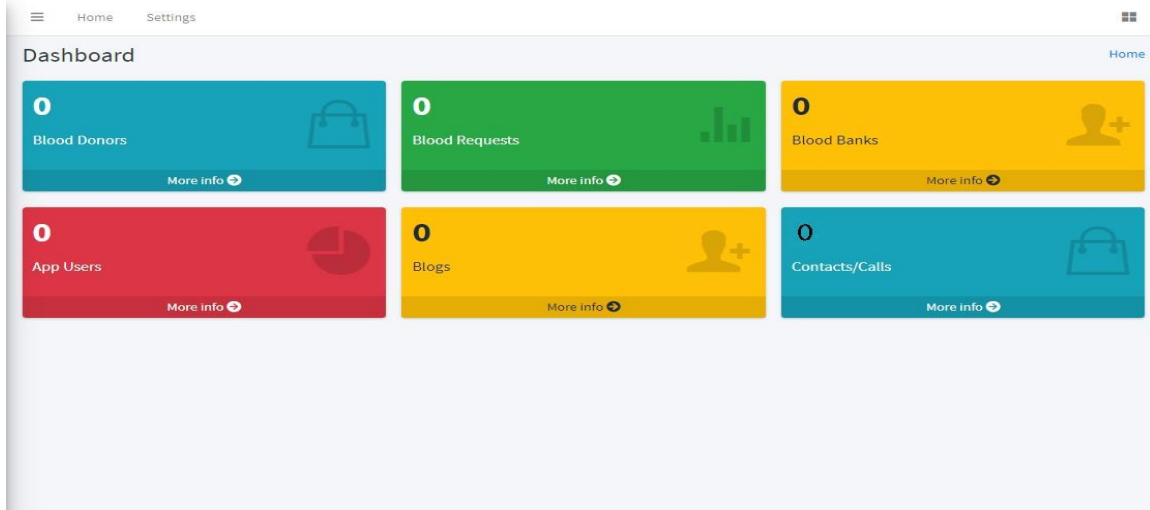 Home Settings
Dashboard
Home
0
Blood Donors
More info
0
Blood Requests
More info
0
Blood Banks
More info
0
App Users
More info
0
Blogs
More info
0
Contacts/Calls
More info